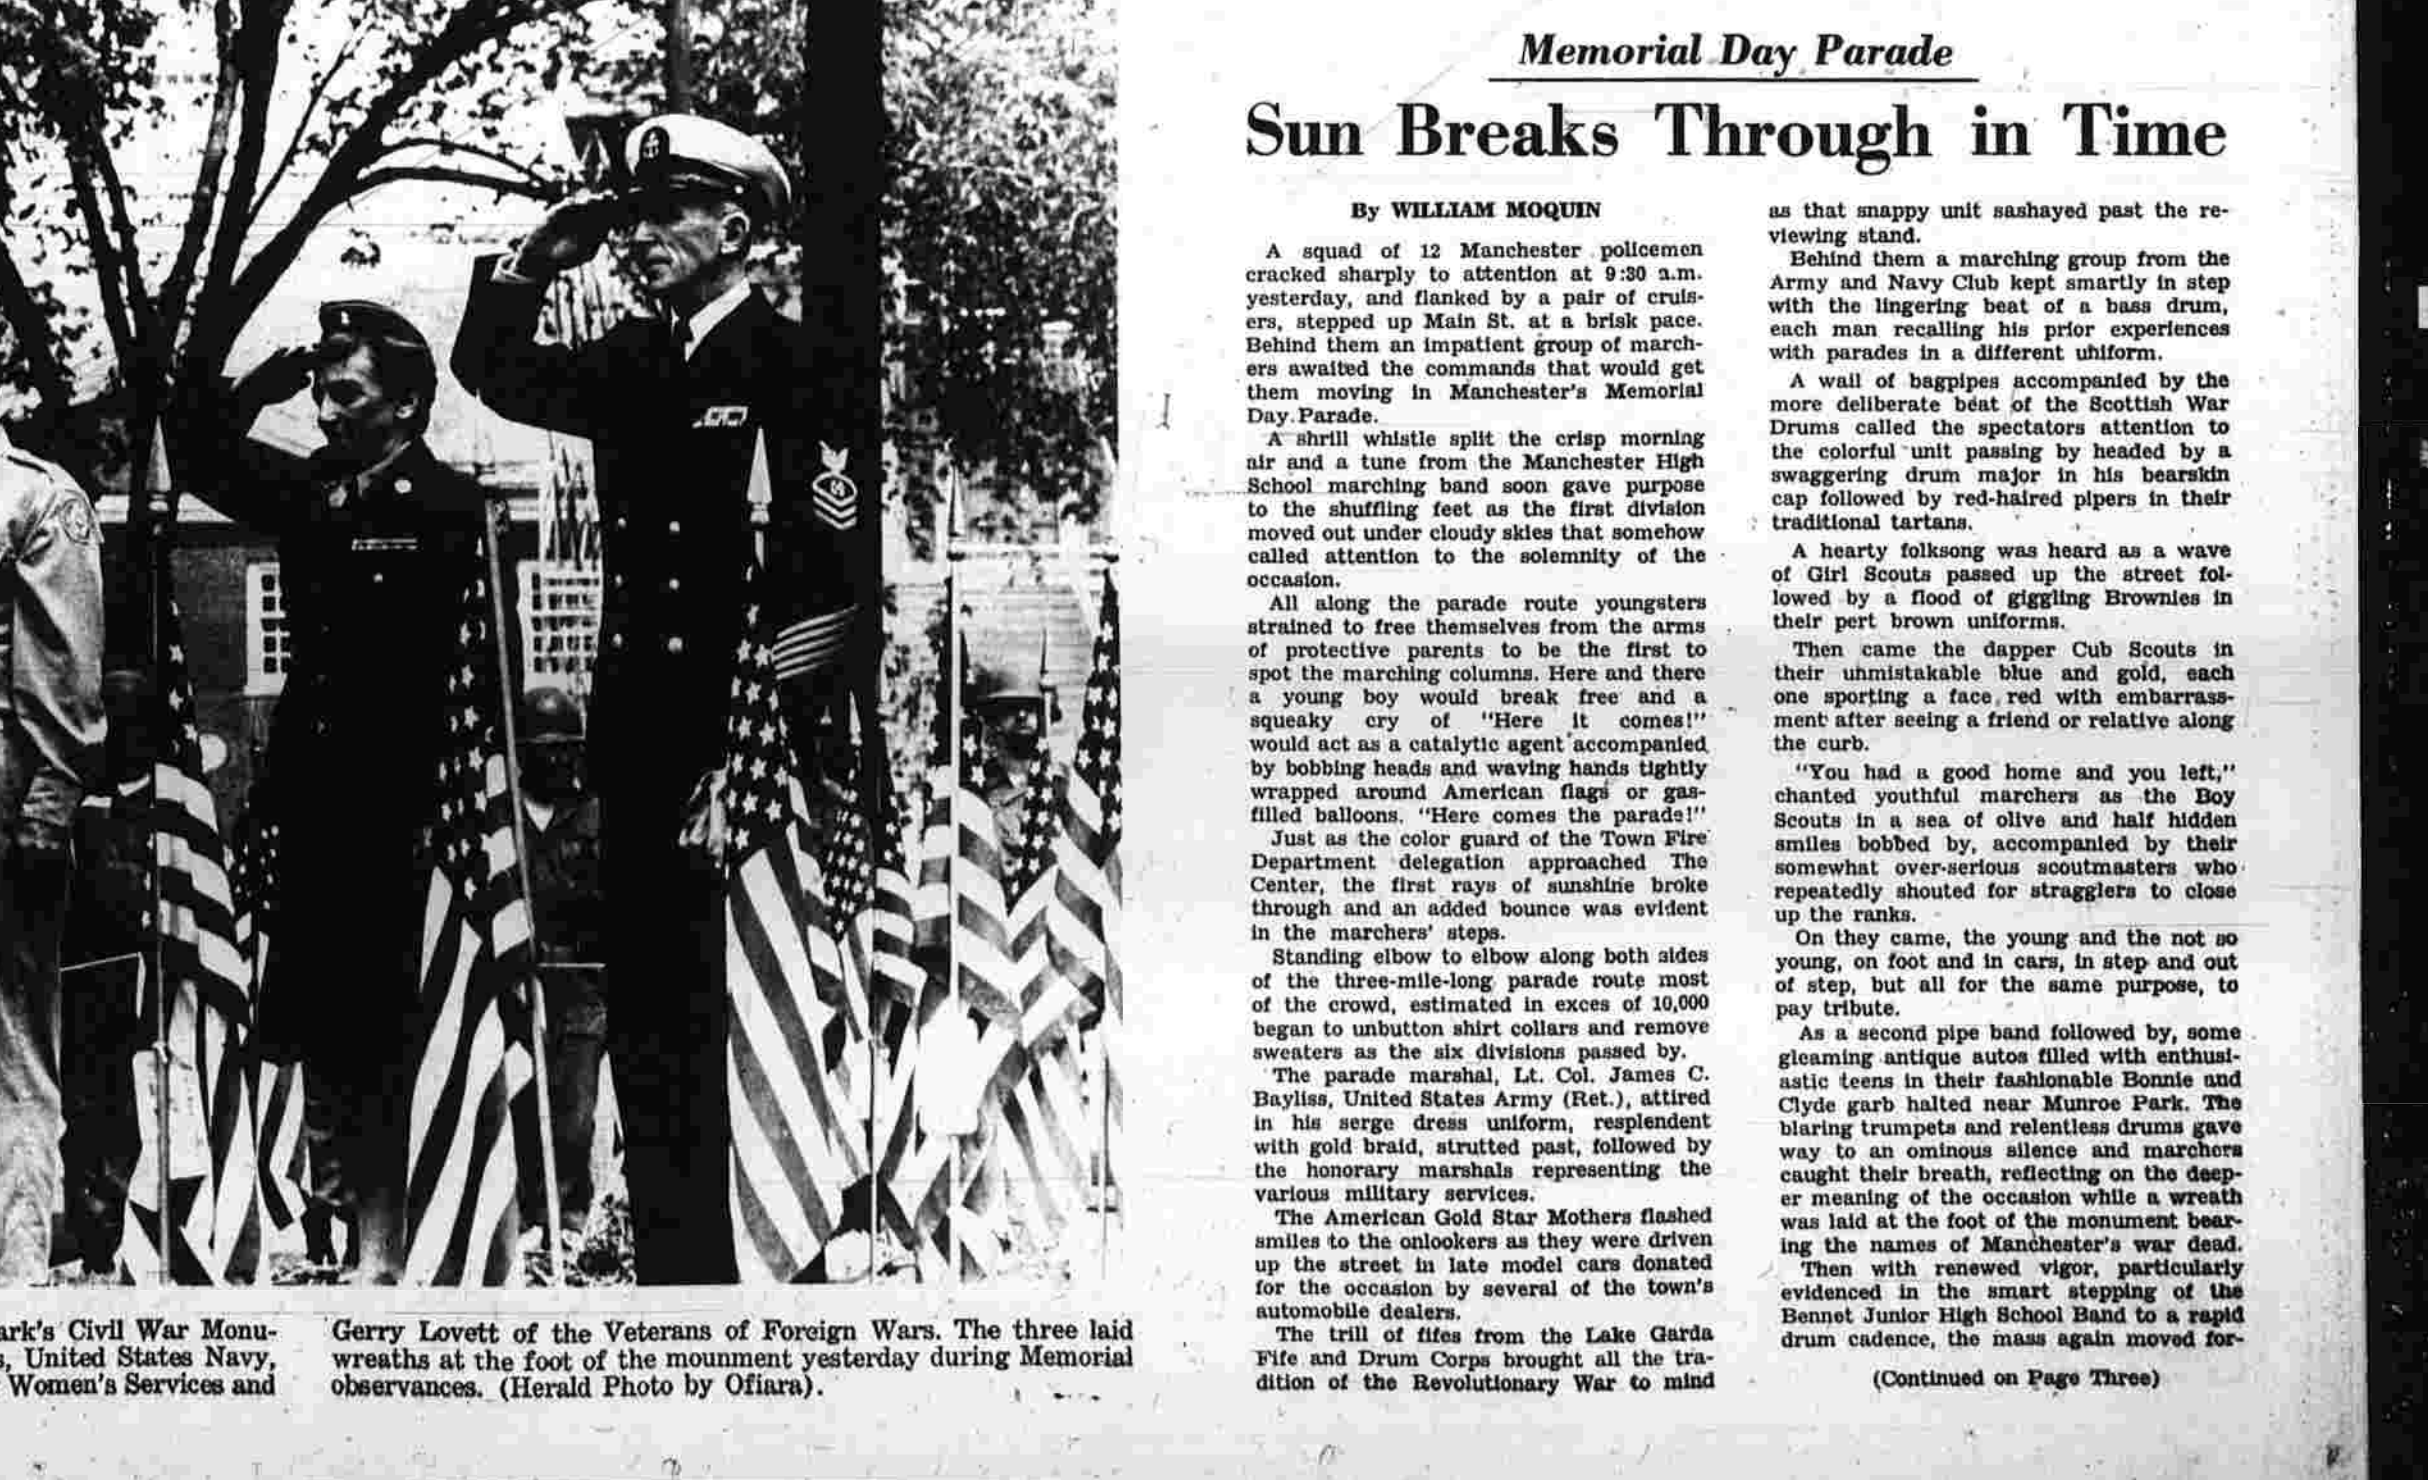 ark's Civil War Monu-
s, United States Navy,
Women's Services and
Gerry Lovett of the Veterans of Foreign Wars. The three laid
wreaths at the foot of the mounment yesterday during Memorial
observances. (Herald Photo by Ofiara).
Memorial Day Parade
Sun Breaks Through in Time
By WILLIAM MOQUIN
A squad of 12 Manchester policemen
cracked sharply to attention at 9:30 a.m.
yesterday, and flanked by a pair of cruis-
ers, stepped up Main St. at a brisk pace.
Behind them an impatient group of march-
ers awaited the commands that would get
them moving in Manchester's Memorial
Day Parade.
A shrill whistle split the crisp morning
air and a tune from the Manchester High
School marching band soon gave purpose
to the shuffling feet as the first division
moved out under cloudy skies that somehow
called attention to the solemnity of the
occasion.
All along the parade route youngsters
strained to free themselves from the arms
of protective parents to be the first to
spot the marching columns. Here and there
a young boy would break free and a
squeaky cry of "Here it comes!"
would act as a catalytic agent accompanied
by bobbing heads and waving hands tightly
wrapped around American flags or gas-
filled balloons. "Here comes the parade!"
Just as the color guard of the Town Fire
Department delegation approached The
Center, the first rays of sunshine broke
through and an added bounce was evident
in the marchers' steps.
Standing elbow to elbow along both sides
of the three-mile-long parade route most
of the crowd, estimated in exces of 10,000
began to unbutton shirt collars and remove
sweaters as the six divisions passed by.
The parade marshal, Lt. Col. James C.
Bayliss, United States Army (Ret.), attired
in his serge dress uniform, resplendent
with gold braid, strutted past, followed by
the honorary marshals representing the
various military services.
The American Gold Star Mothers flashed
smiles to the onlookers as they were driven
up the street in late model cars donated
for the occasion by several of the town's
automobile dealers.
The trill of fifes from the Lake Garda
Fife and Drum Corps brought all the tra-
dition of the Revolutionary War to mind
as that snappy unit sashayed past the re-
viewing stand.
Behind them a marching group from the
Army and Navy Club kept smartly in step
with the lingering beat of a bass drum,
each man recalling his prior experiences
with parades in a different uniform.
A wail of bagpipes accompanied by the
more deliberate beat of the Scottish War
Drums called the spectators attention to
the colorful unit passing by headed by a
swaggering drum major in his bearskin
cap followed by red-haired pipers in their
traditional tartans.
A hearty folksong was heard as a wave
of Girl Scouts passed up the street fol-
lowed by a flood of giggling Brownies in
their pert brown uniforms.
Then came the dapper Cub Scouts in
their unmistakable blue and gold, each
one sporting a face red with embarrass-
ment after seeing a friend or relative along
the curb.
"You had a good home and you left,"
chanted youthful marchers as the Boy
Scouts in a sea of olive and half hidden
smiles bobbed by, accompanied by their
somewhat over-serious scoutmasters who
repeatedly shouted for stragglers to close
up the ranks.
On they came, the young and the not so
young, on foot and in cars, in step and out
of step, but all for the same purpose, to
pay tribute.
As a second pipe band followed by, some
gleaming antique autos filled with enthusi-
astic teens in their fashionable Bonnie and
Clyde garb halted near Munroe Park. The
blaring trumpets and relentless drums gave
way to an ominous silence and marchers
caught their breath, reflecting on the deep-
er meaning of the occasion while a wreath
was laid at the foot of the monument bear-
ing the names of Manchester's war dead.
Then with renewed vigor, particularly
evidenced in the smart stepping of the
Bennet Junior High School Band to a rapid
drum cadence, the mass again moved for-
(Continued on Page Three)